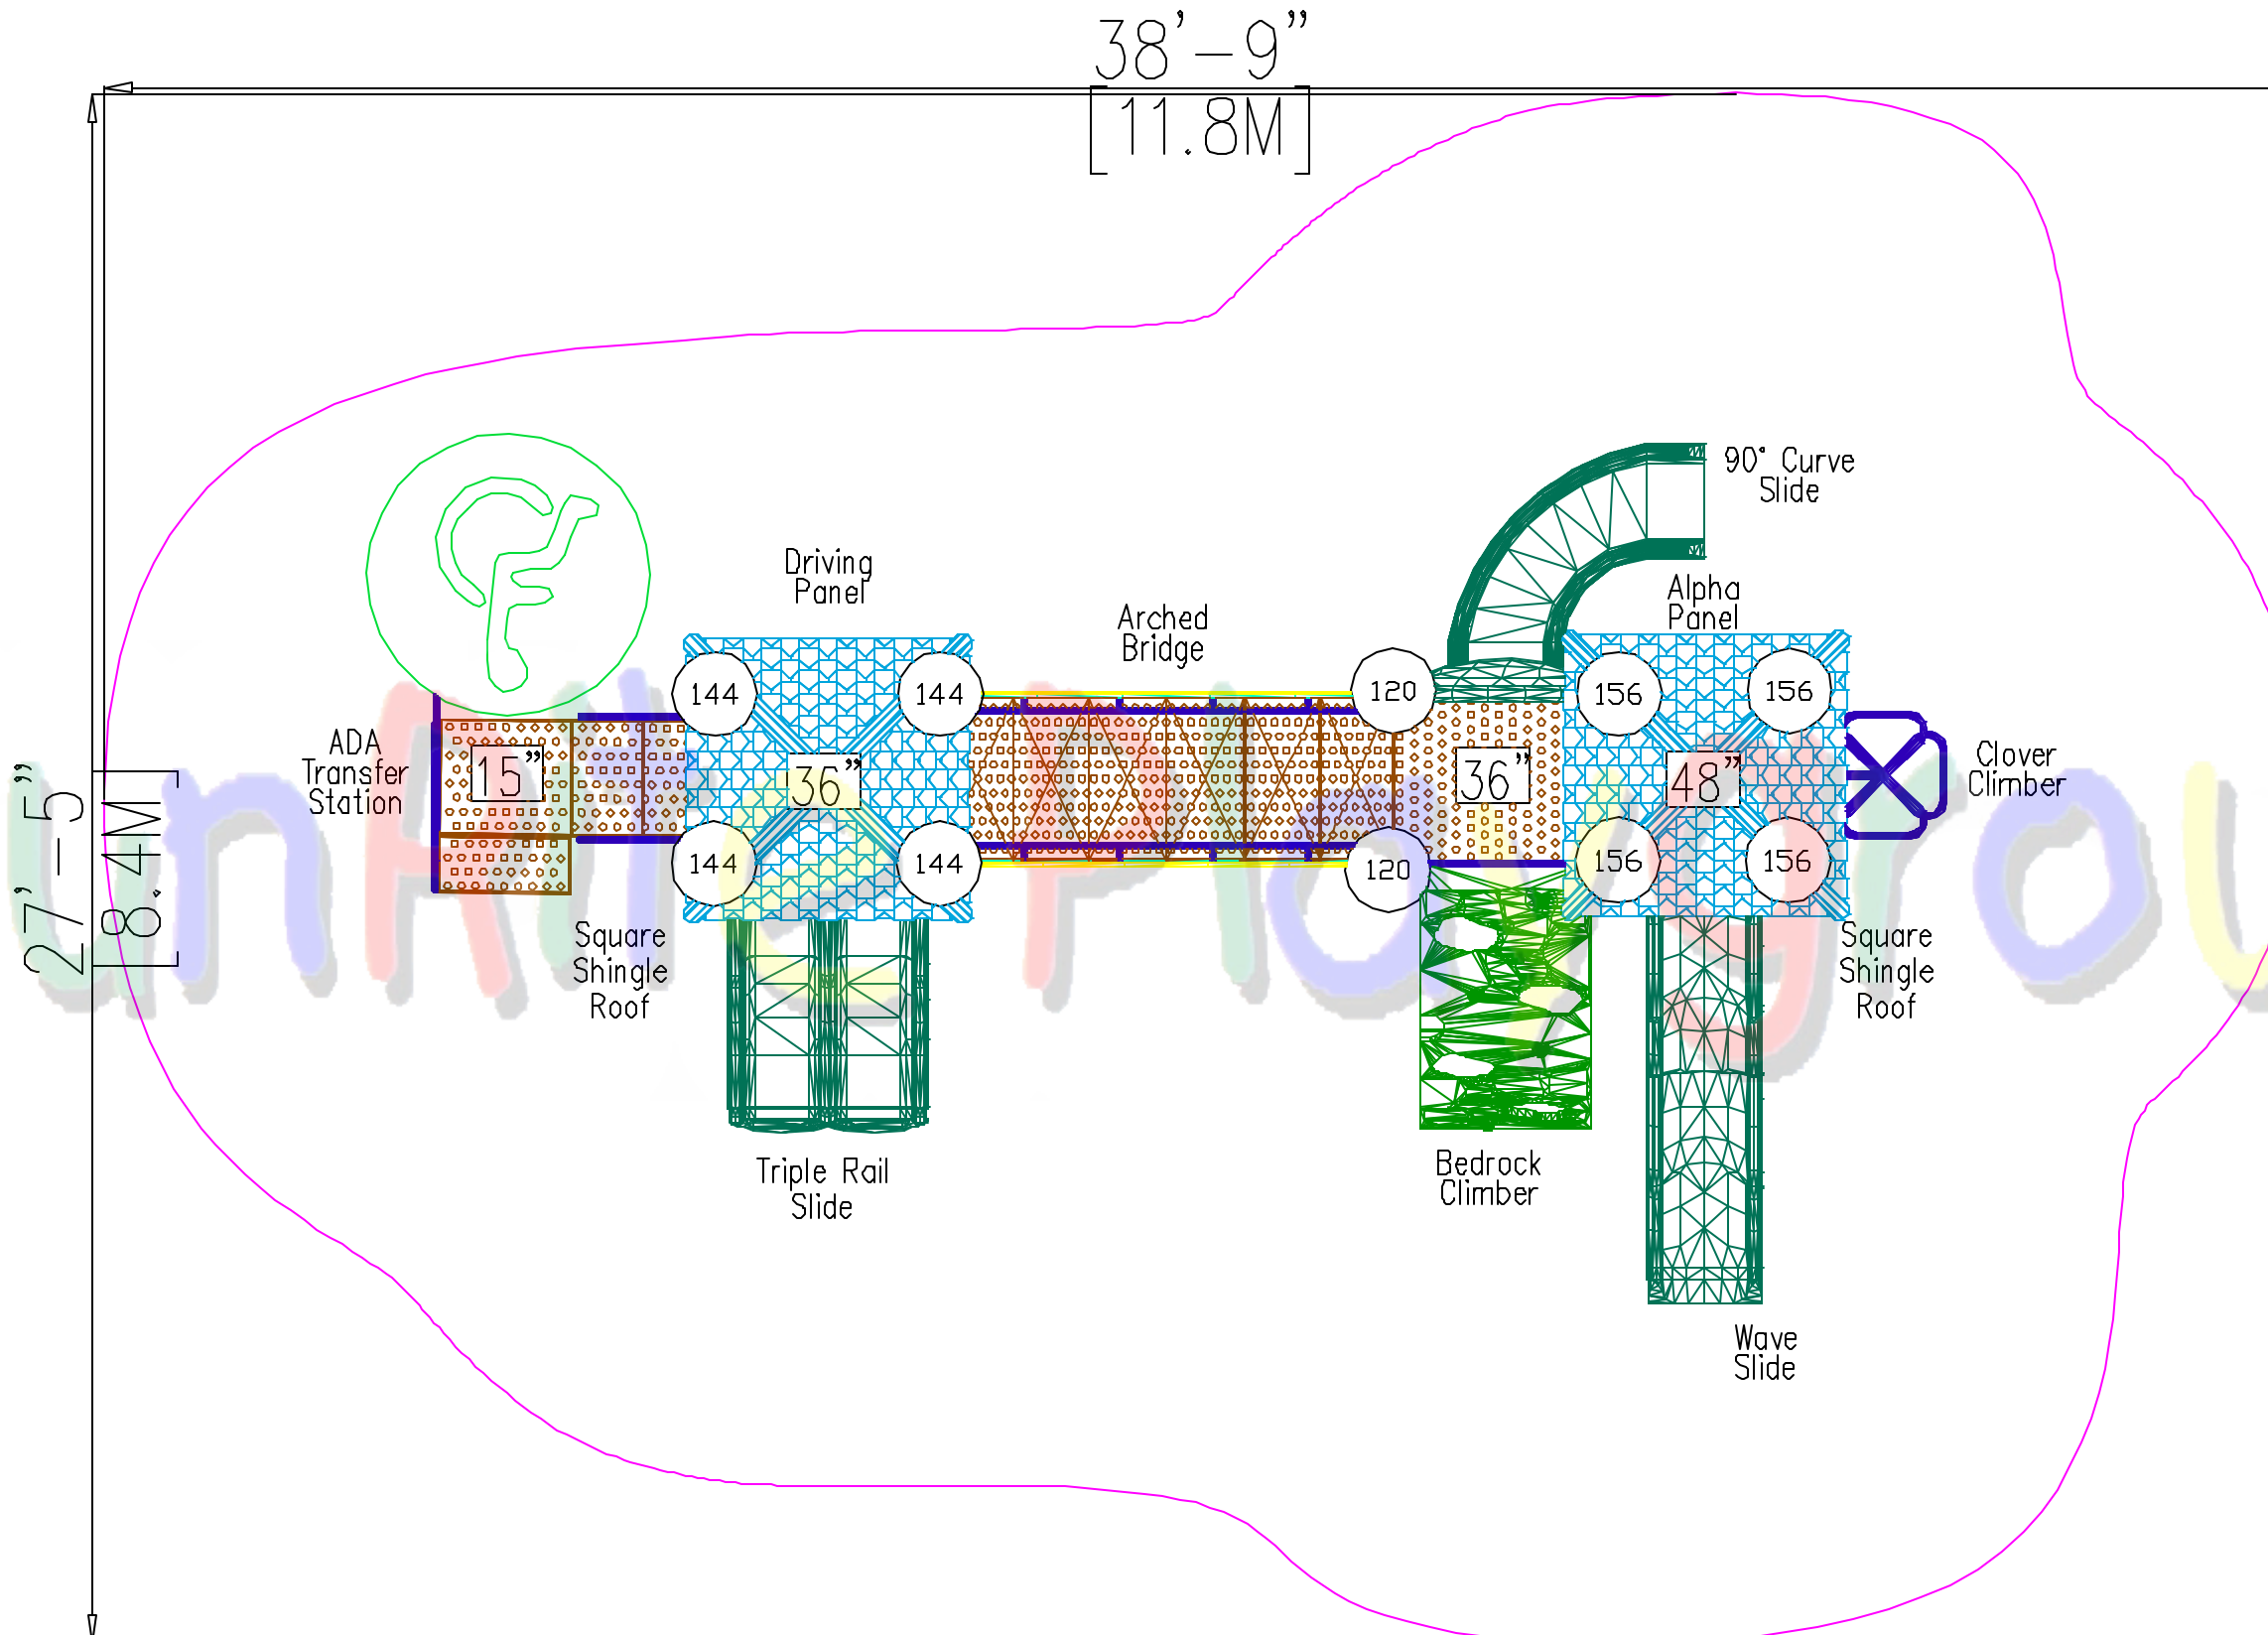 38'-9"
[11.8M]
27'-5"
[8.4M]
90° Curve
Slide
Driving
Panel
Alpha
Panel
Arched
Bridge
144
144
120
156
156
ADA
Transfer
Station
15"
36"
36"
48"
Clover
Climber
144
144
120
156
156
Square
Shingle
Roof
Square
Shingle
Roof
Triple Rail
Slide
Bedrock
Climber
Wave
Slide